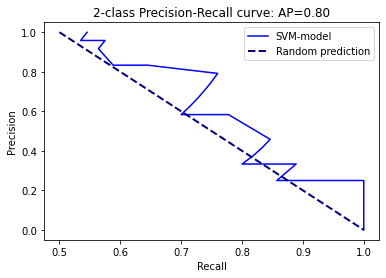 2-class Precision-Recall curve: AP=0.80
SVM-model
Random prediction
Precision
1.0
0.8
0.6
0.4
0.2
0.0
0.5 0.6 0.7 0.8 0.9 1.0
Recall